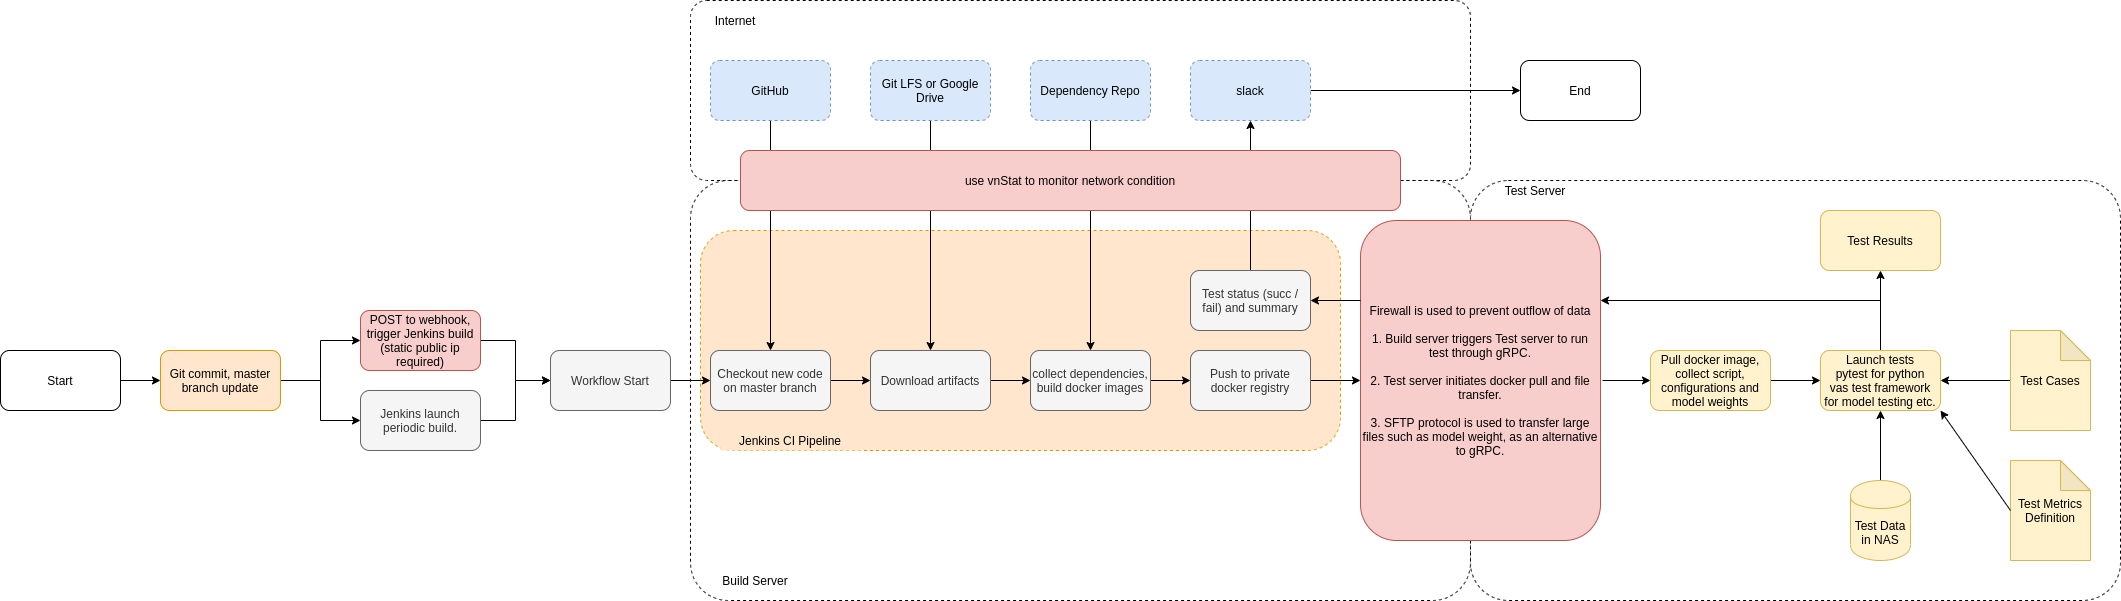 Internet
GitHub
Git LFS or Google
Drive
Dependency Repo
slack
End
use vnStat to monitor network condition
Test Server
Start
Git commit, master
branch update
POST to webhook,
trigger Jenkins build
(static public ip
required)
Jenkins launch
periodic build.
Workflow Start
Checkout new code
on master branch
Download artifacts
collect dependencies,
build docker images
Push to private
docker registry
Test status (succ /
fail) and summary
Jenkins CI Pipeline
Build Server
Firewall is used to prevent outflow of data
1. Build server triggers Test server to run
test through gRPC.
2. Test server initiates docker pull and file
transfer.
3. SFTP protocol is used to transfer large
files such as model weight, as an alternative
to gRPC.
Pull docker image,
collect script,
configurations and
model weights
Test Results
Launch tests
pytest for python
vas test framework
for model testing etc.
Test Cases
Test Metrics
Definition
Test Data
in NAS